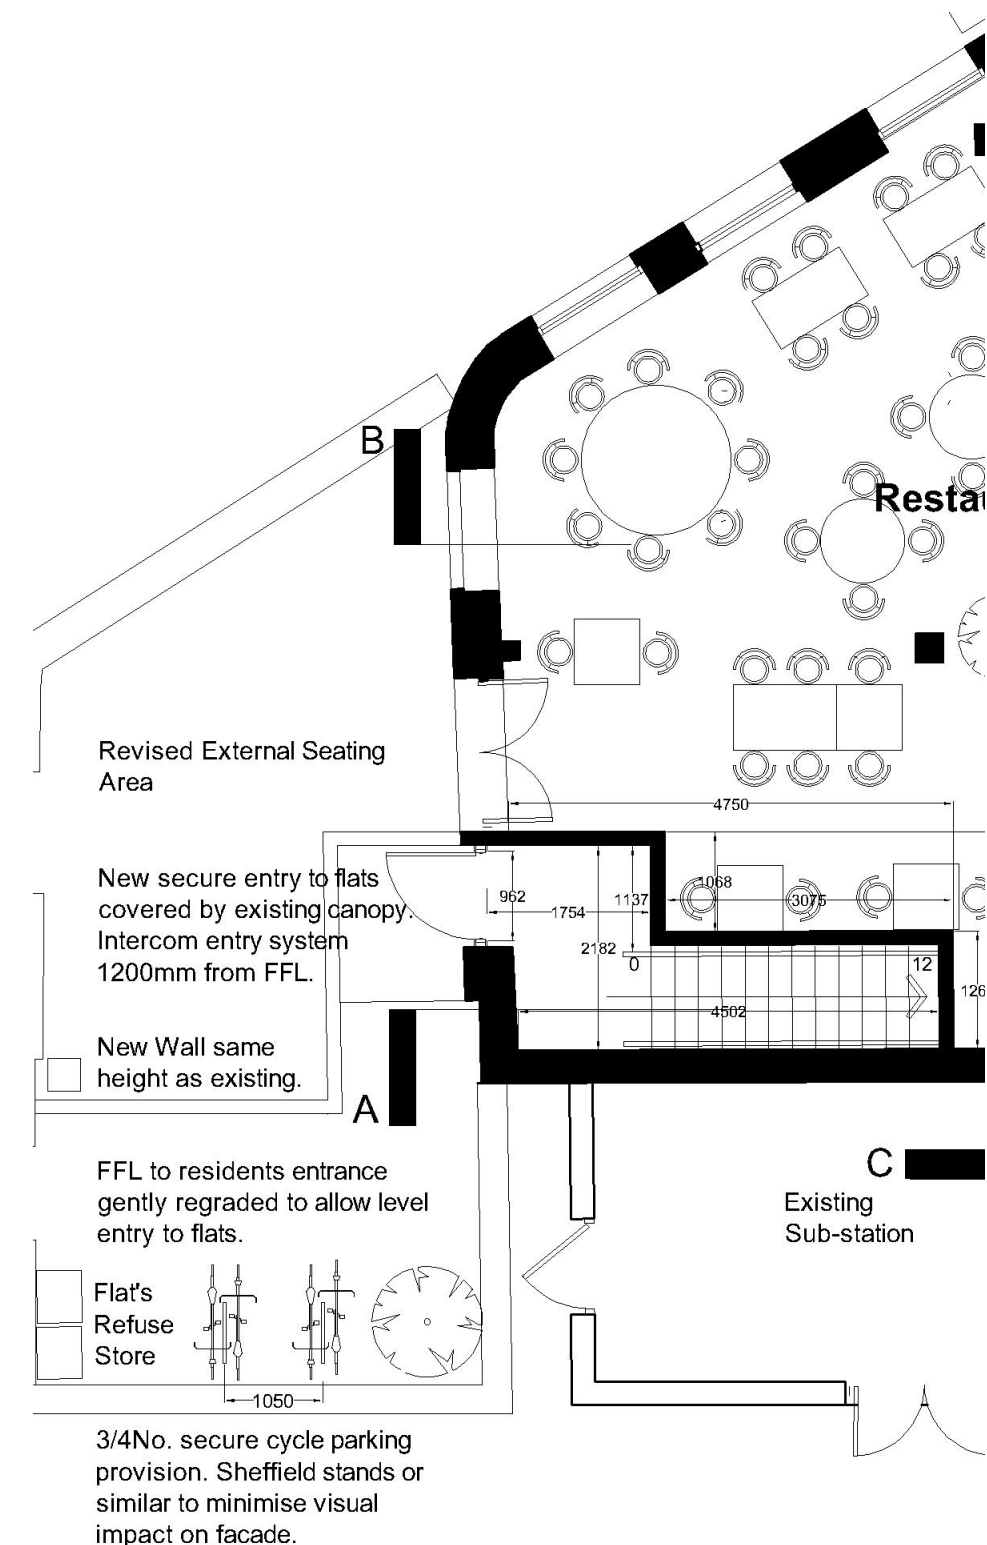 B
Restau
Revised External Seating
Area
4750
New secure entry to flats
covered by existing canopy.
Intercom entry system
1200mm from FFL.
962
1754
1137
1068
3075
2182
0
12
126
4502
New Wall same
height as existing.
A
FFL to residents entrance
gently regraded to allow level
entry to flats.
C
Existing
Sub-station
Flat's
Refuse
Store
1050
3/4No. secure cycle parking
provision. Sheffield stands or
similar to minimise visual
impact on facade.